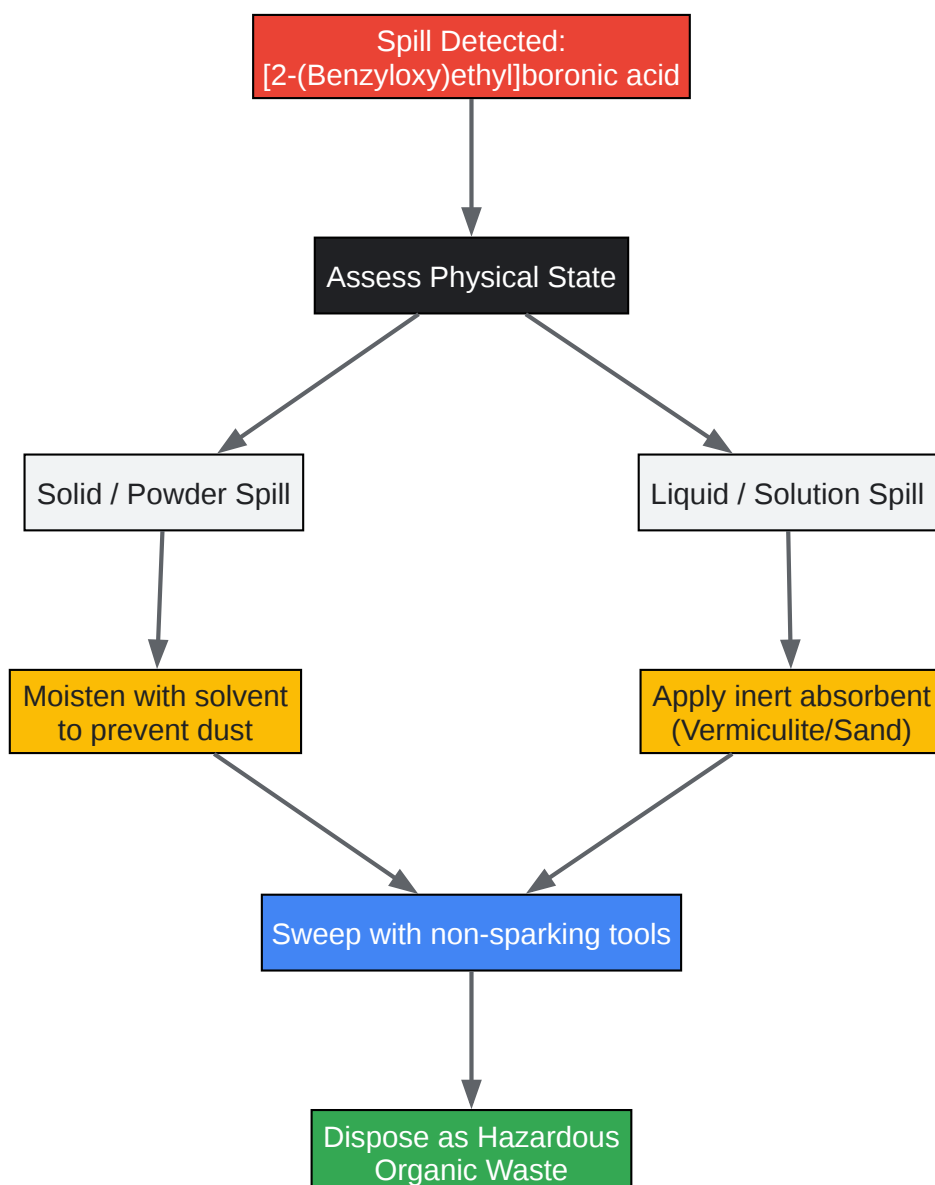 Spill Detected:
[2-(Benzyloxy)ethyl]boronic acid
Assess Physical State
Solid / Powder Spill
Liquid / Solution Spill
Moisten with solvent
to prevent dust
Apply inert absorbent
(Vermiculite/Sand)
Sweep with non-sparking tools
Dispose as Hazardous
Organic Waste